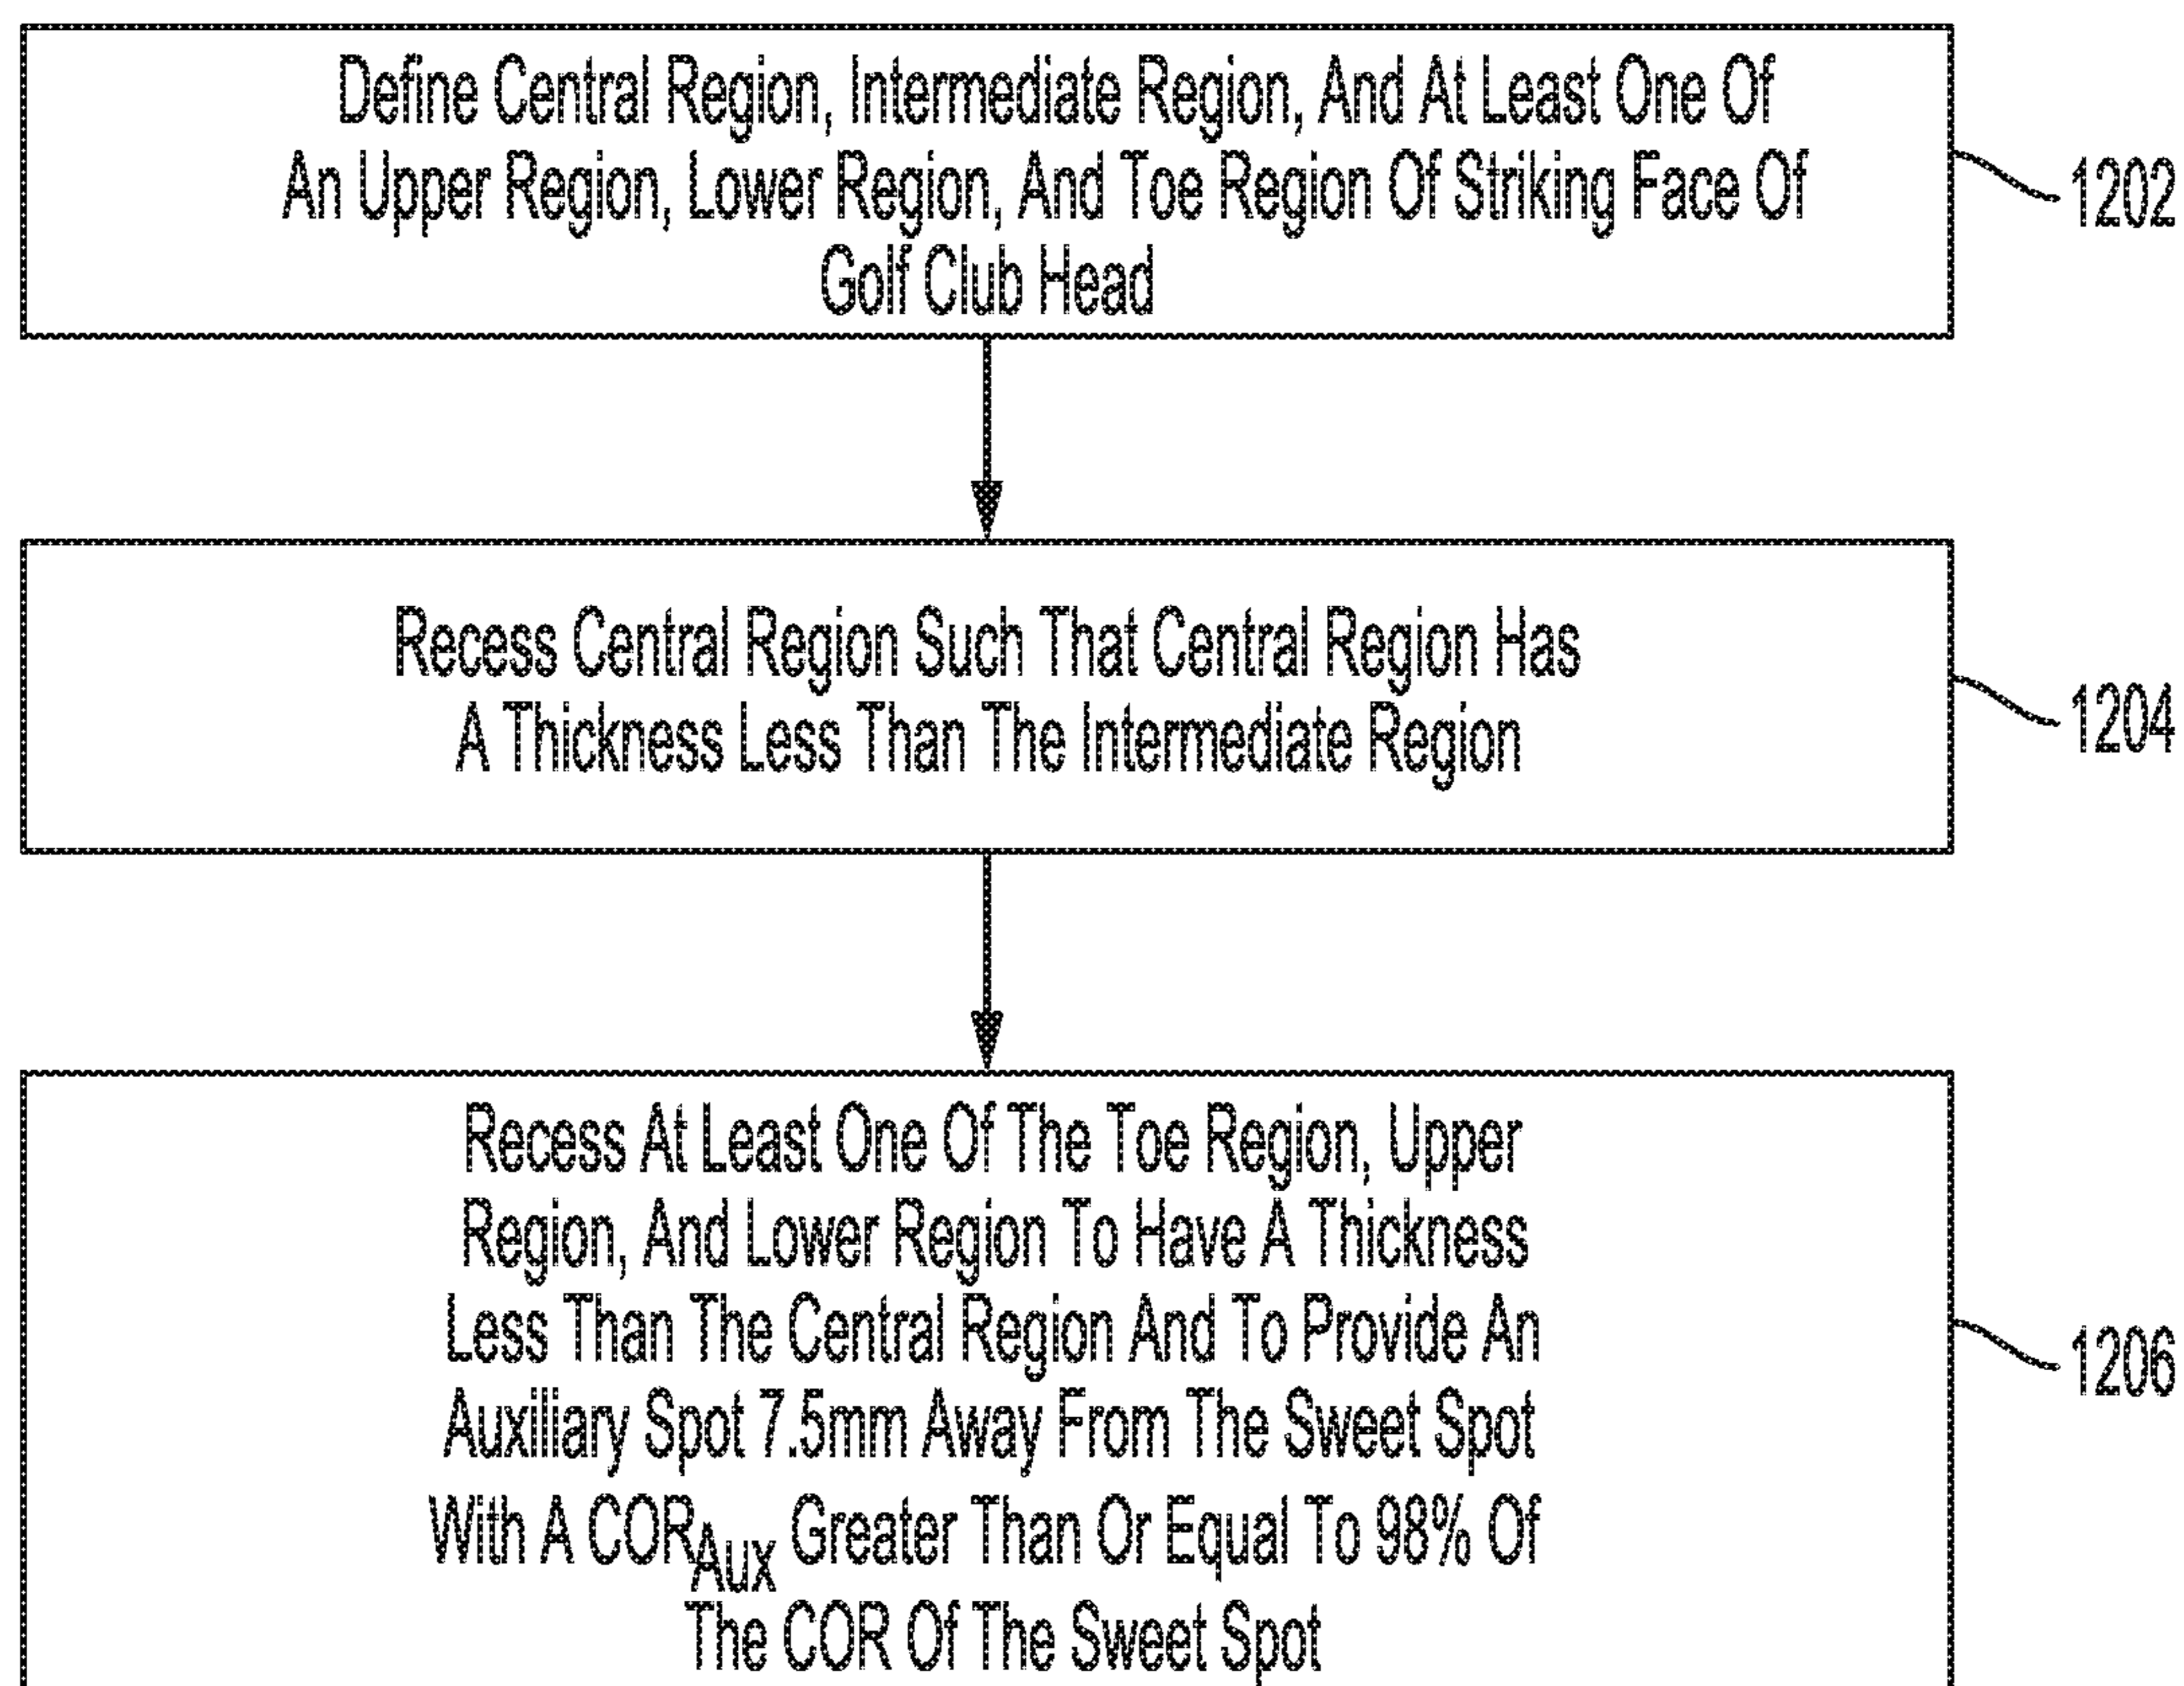 Define Central Region, Intermediate Region, And At Least One Of
An Upper Region, Lower Region, And Toe Region Of Striking Face Of
Golf Club Head
1202
Recess Central Region Such That Central Region Has
A Thickness Less Than The Intermediate Region
1204
Recess At Least One Of The Toe Region, Upper
Region, And Lower Region To Have A Thickness
Less Than The Central Region And To Provide An
Auxiliary Spot 7.5mm Away From The Sweet Spot
With A CORAux Greater Than Or Equal To 98% Of
The COR Of The Sweet Spot
1206